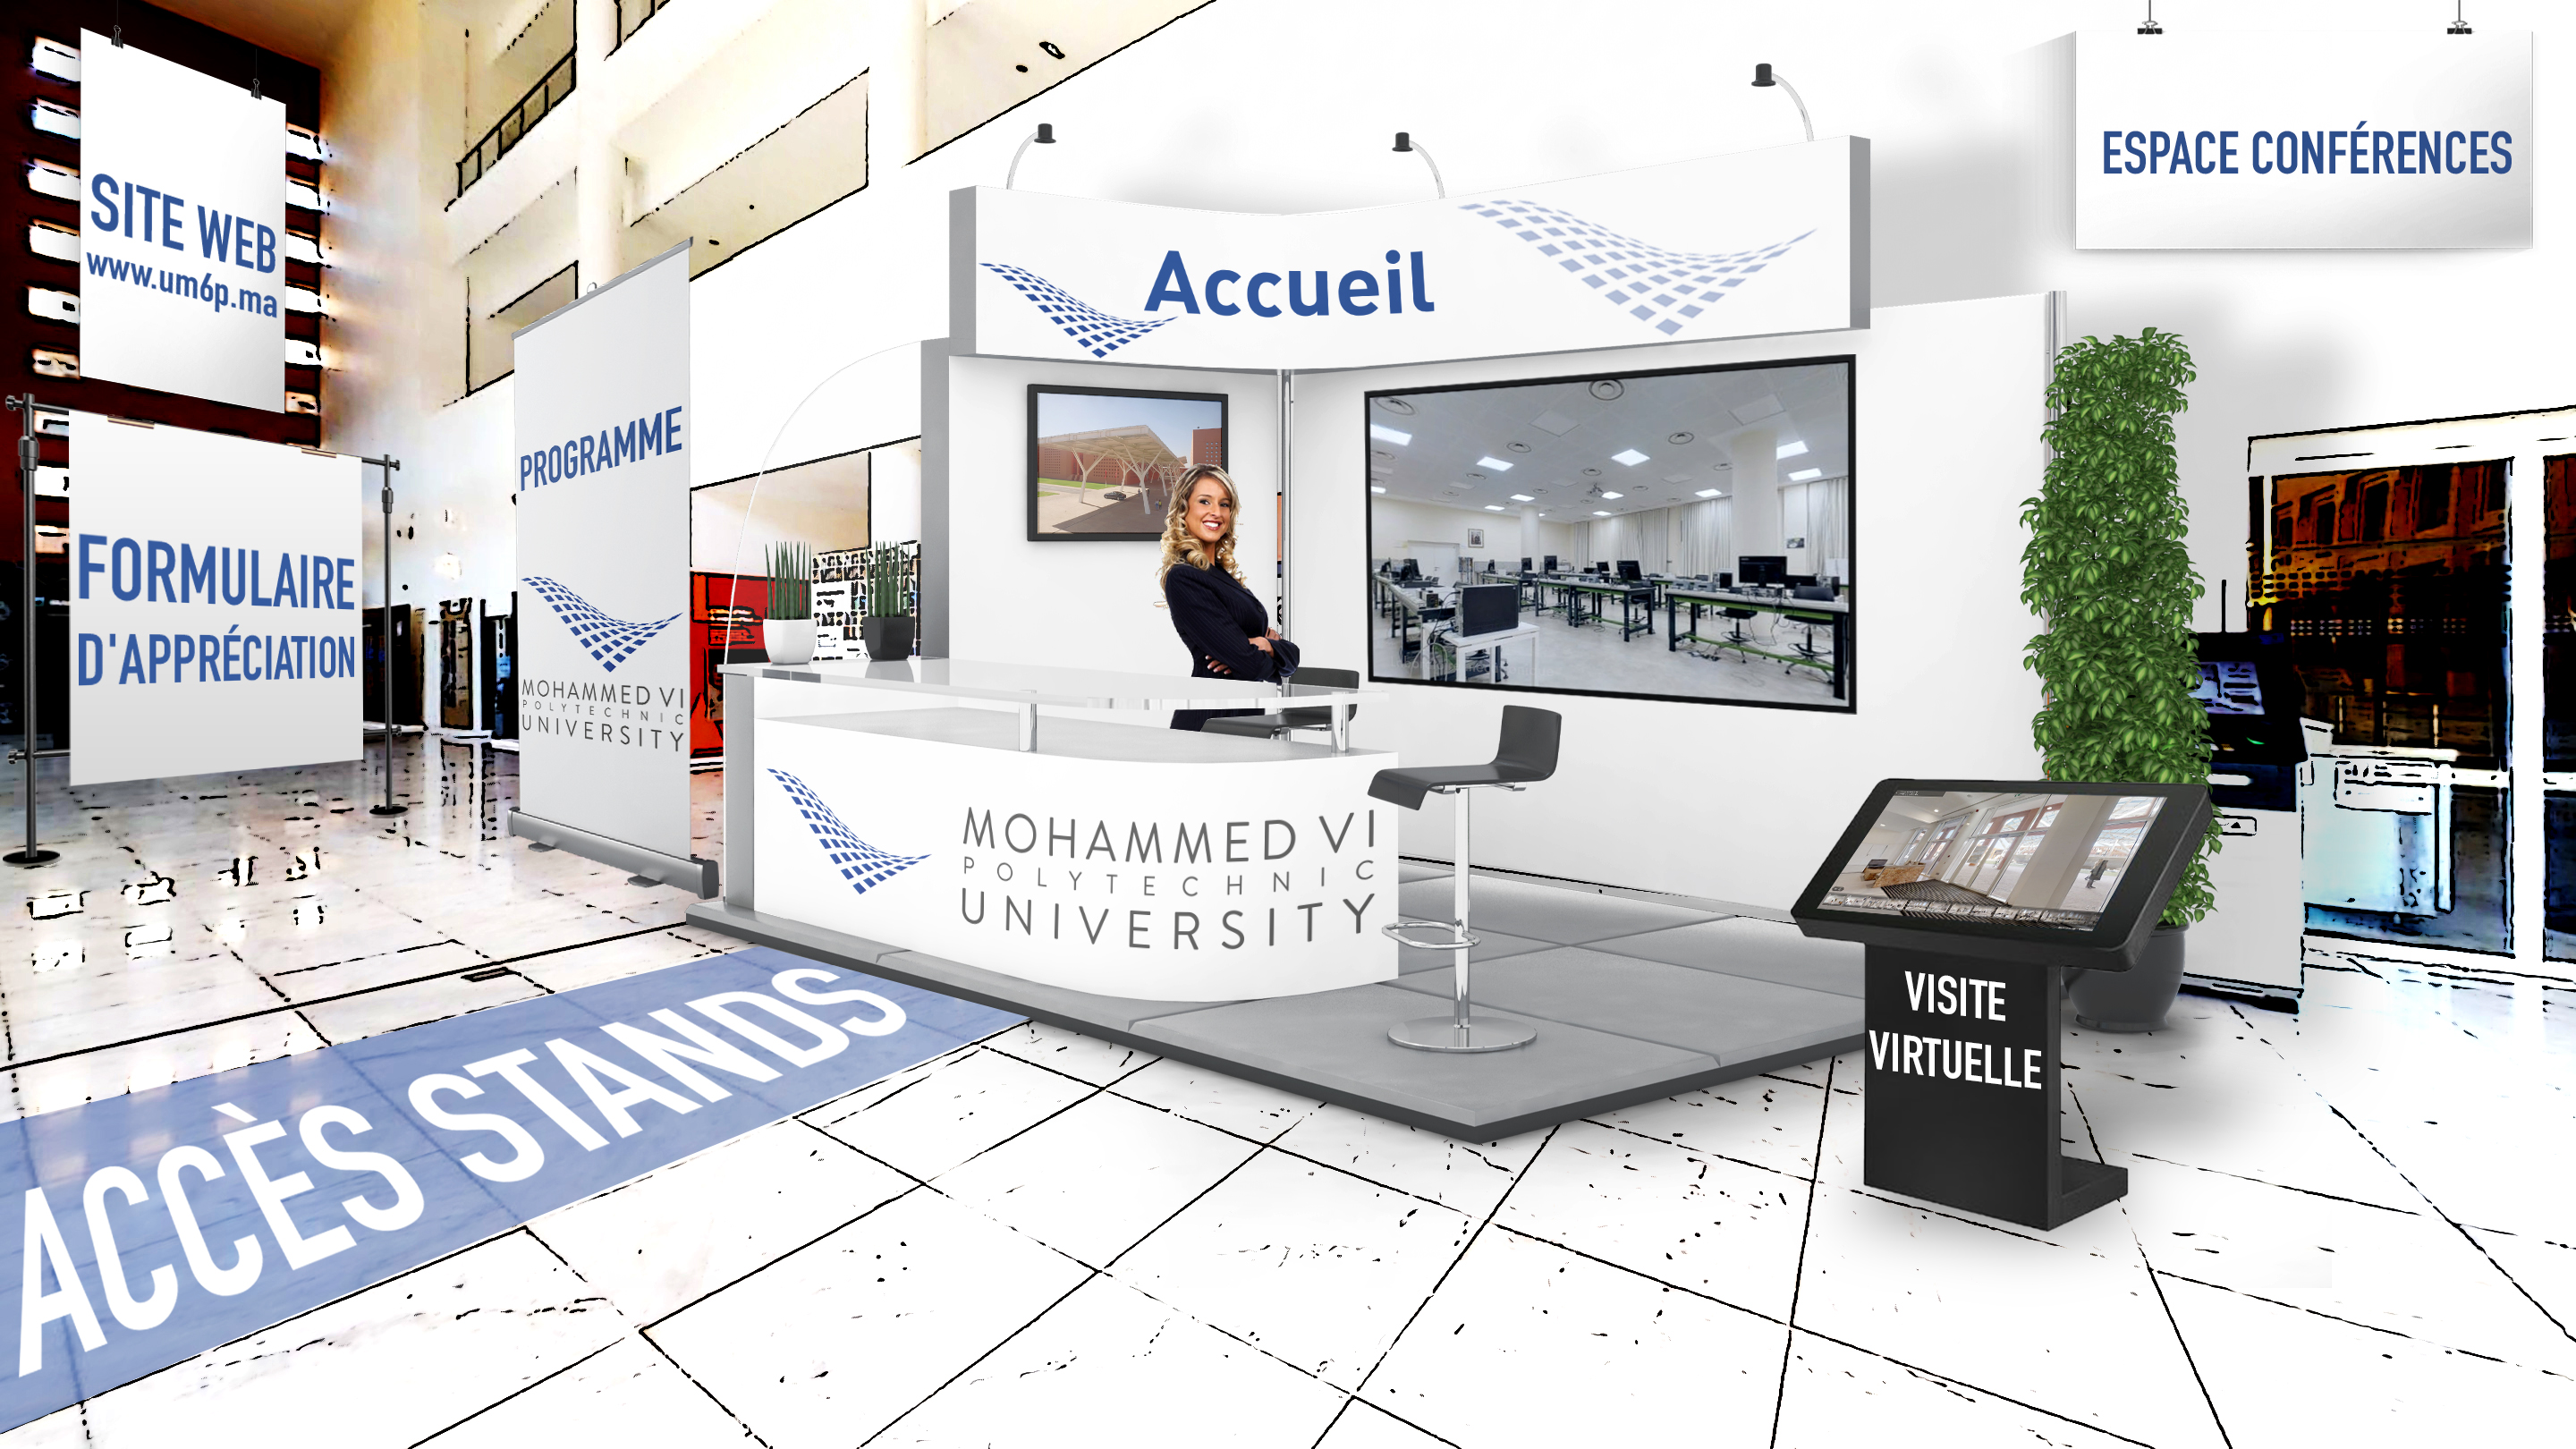 SITE WEB
www.um6p.ma
FORMULAIRE
D'APPRÉCIATION
PROGRAMME
MOHAMMED VI
POLYTECHNIC
UNIVERSITY
Accueil
MOHAMMED VI
POLYTECHNIC
UNIVERSITY
ESPACE CONFÉRENCES
VISITE
VIRTUELLE
ACCÈS STANDS